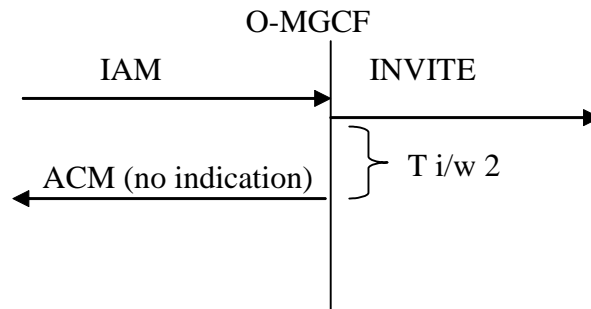 O-MGCF
IAM
INVITE
T i/w 2
ACM (no indication)